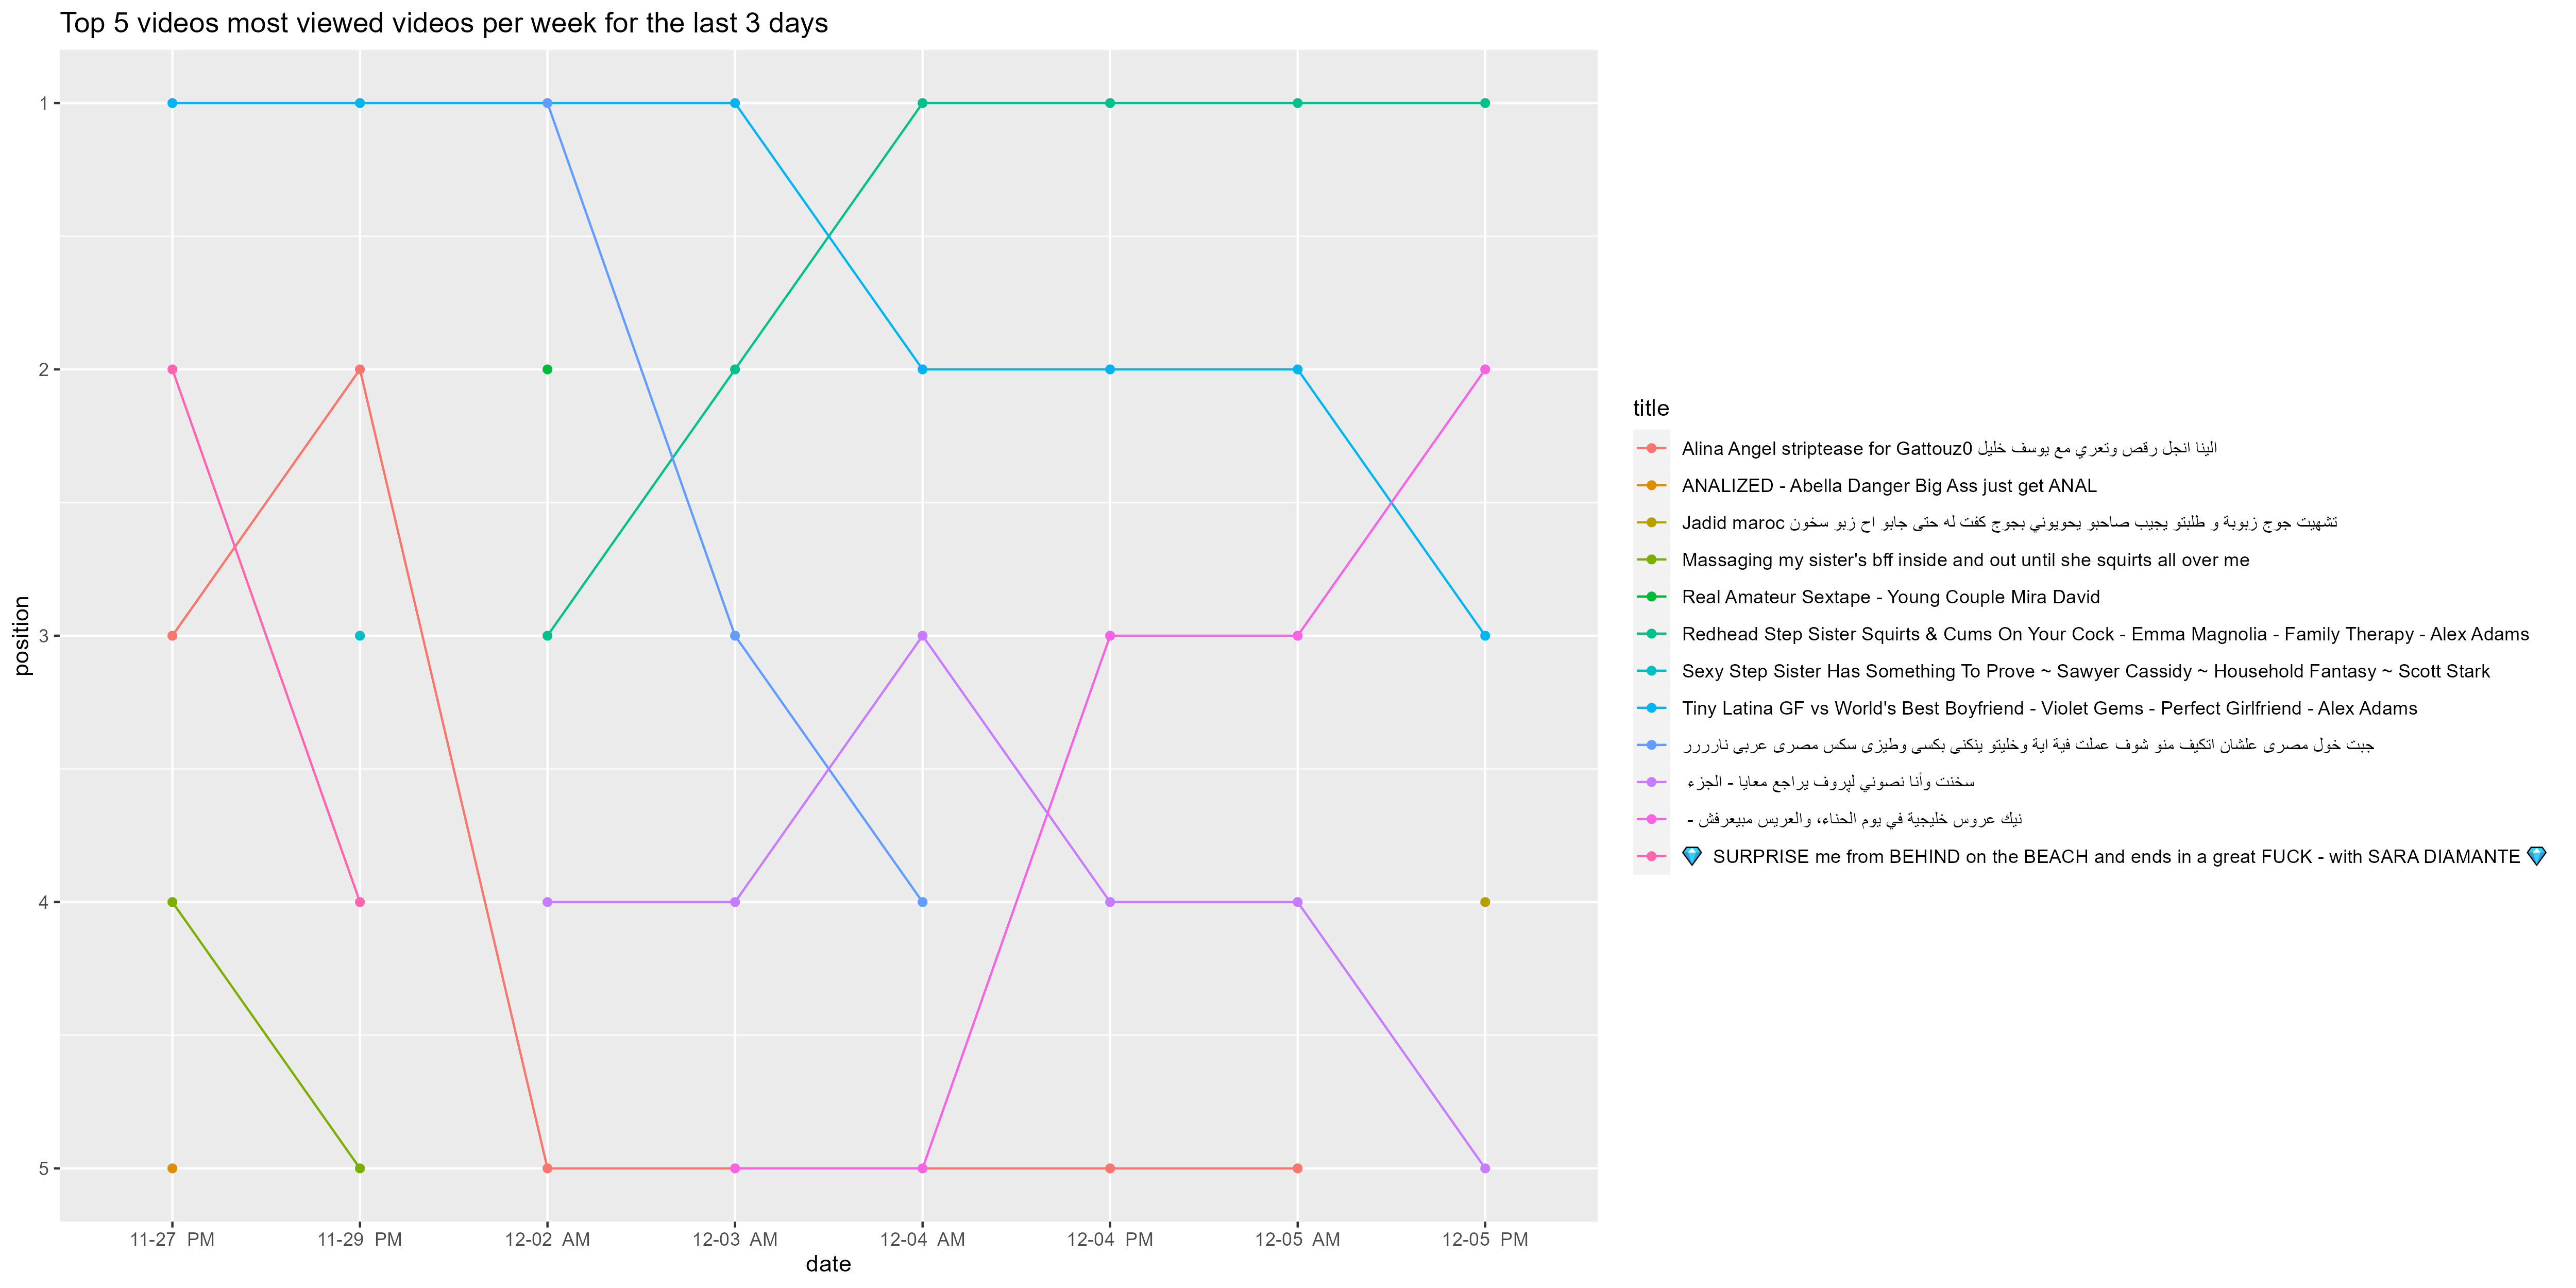 Top 5 videos most viewed videos per week for the last 3 days
position
1
2
3
4
5
11-27 PM
11-29 PM
12-02 AM
12-03 AM
12-04 AM
12-04 PM
12-05 AM
12-05 PM
date
title
Alina Angel striptease for Gattouz0 الينا انجل رقص وتعري مع يوسف خليل
ANALIZED - Abella Danger Big Ass just get ANAL
Jadid maroc تشهيت جوج زبوبة و طلبتو يجيب صاحبو يحويوني بجوج كفت له حتى جابو اح زبو سخون
Massaging my sister's bff inside and out until she squirts all over me
Real Amateur Sextape - Young Couple Mira David
Redhead Step Sister Squirts & Cums On Your Cock - Emma Magnolia - Family Therapy - Alex Adams
Sexy Step Sister Has Something To Prove ~ Sawyer Cassidy ~ Household Fantasy ~ Scott Stark
Tiny Latina GF vs World's Best Boyfriend - Violet Gems - Perfect Girlfriend - Alex Adams
جبت خول مصرى علشان اتكيف منو شوف عملت فية اية وخليتو ينكنى بكسى وطيزى سكس مصرى عربى نارررر
سخنت وأنا نصوني لپروف يراجع معايا - الجزء
نيك عروس خليجية في يوم الحناء، والعريس مبيعرفش -
💎 SURPRISE me from BEHIND on the BEACH and ends in a great FUCK - with SARA DIAMANTE 💎